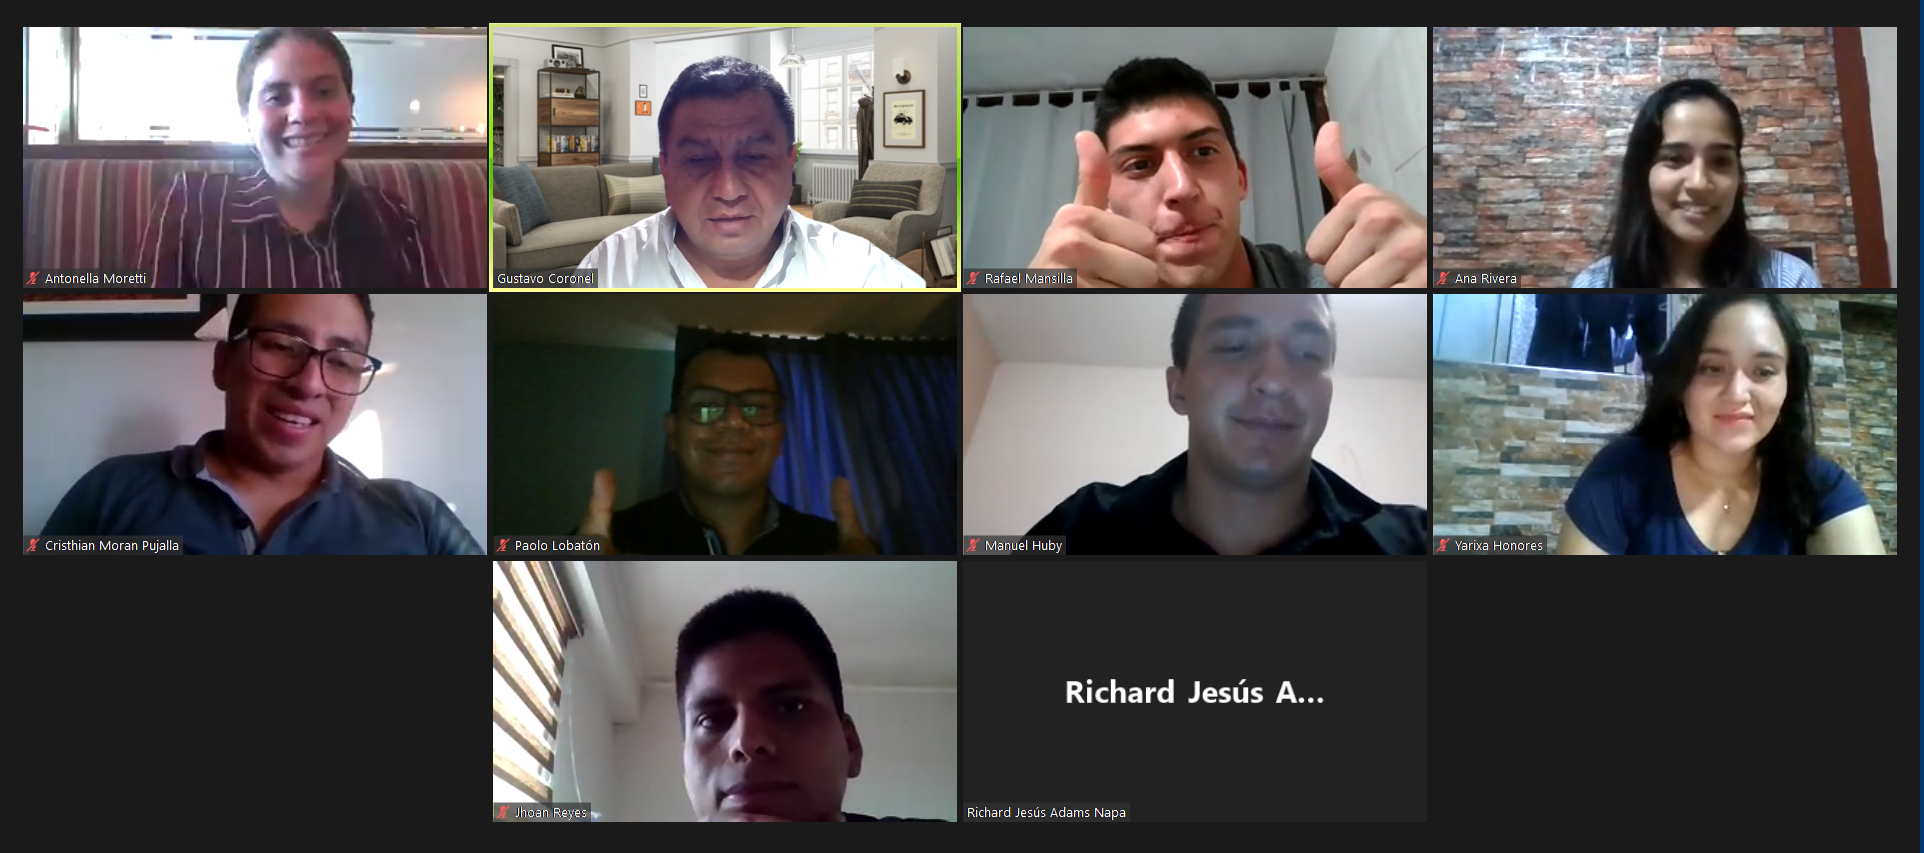 Antonella Moretti
Gustavo Coronel
Rafael Mansilla
Ana Rivera
Cristhian Moran Pujalla
Paolo Lobatón
Manuel Huby
Yarixa Honores
Jhoan Reyes
Richard Jesús A...
Richard Jesús Adams Napa